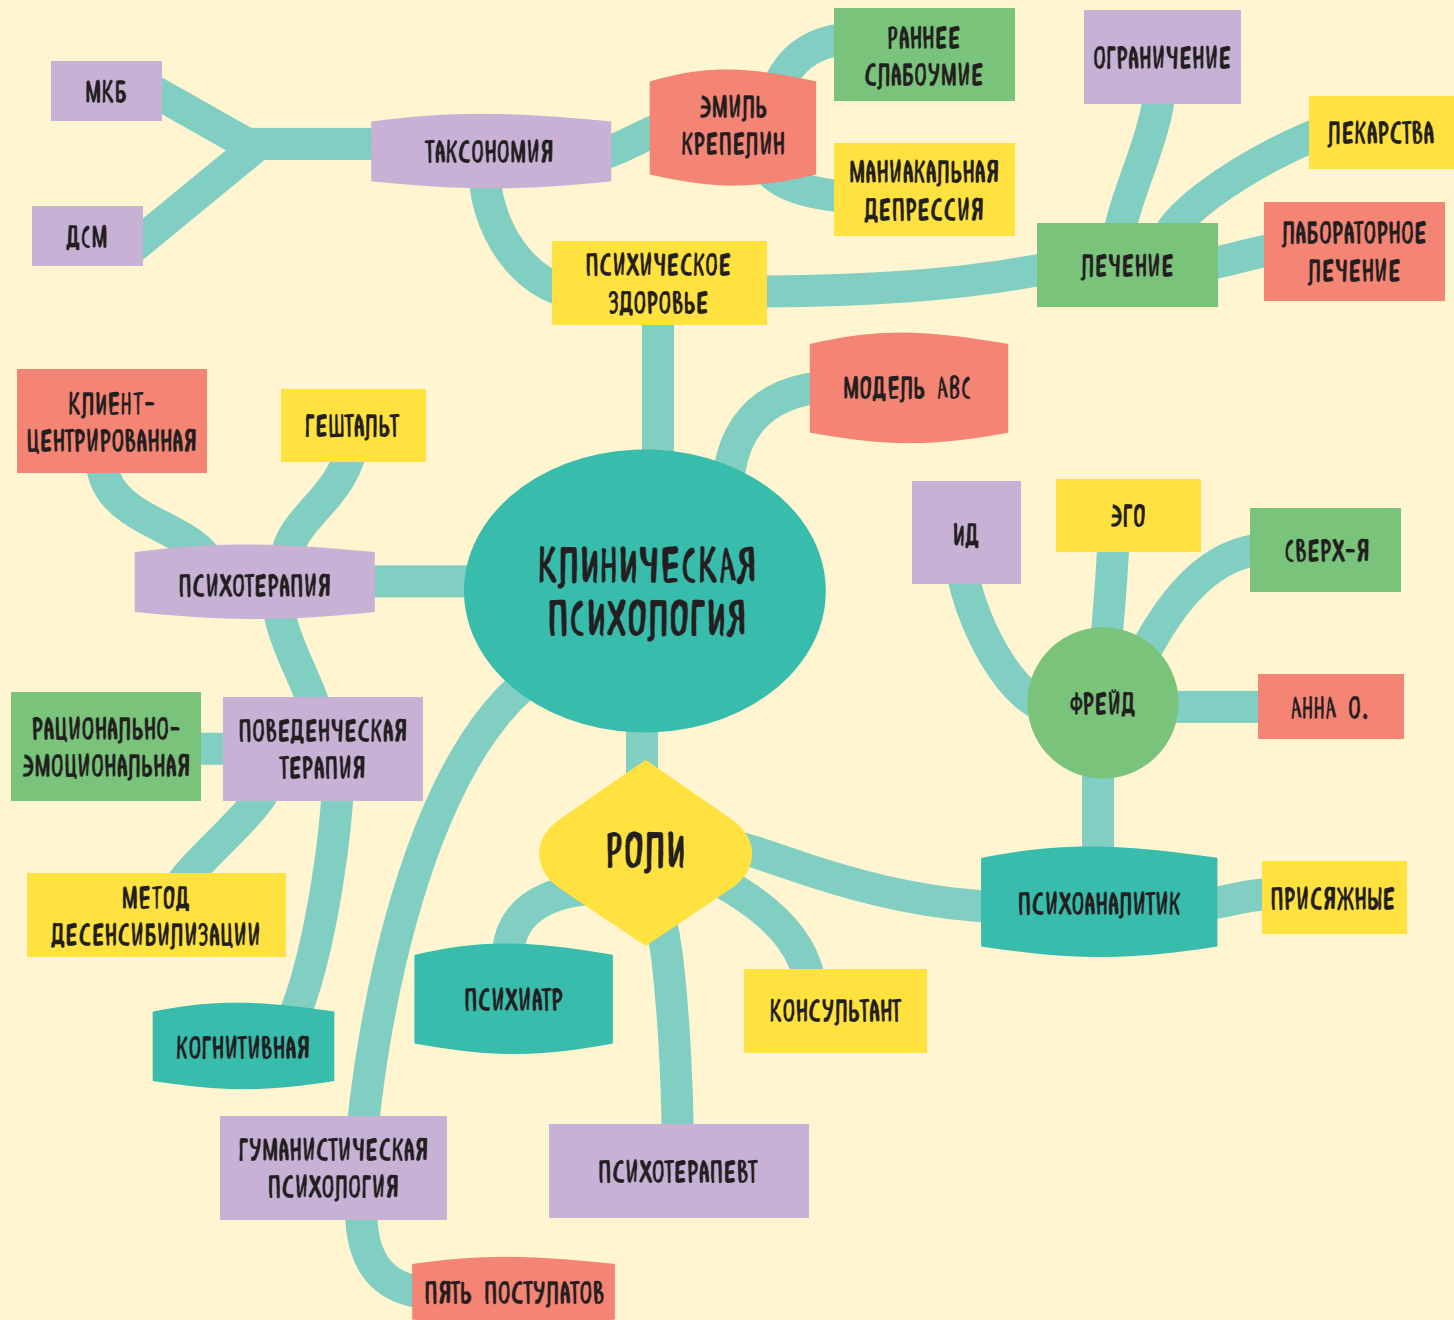 РАННЕЕ
СЛАБОУМИЕ
ОГРАНИЧЕНИЕ
МКБ
ЭМИЛЬ
КРЕПЕЛИН
ЛЕКАРСТВА
ТАКСОНОМИЯ
МАНИАКАЛЬНАЯ
ДЕПРЕССИЯ
ДСМ
ПСИХИЧЕСКОЕ
ЗДОРОВЬЕ
ЛЕЧЕНИЕ
ЛАБОРАТОРНОЕ
ЛЕЧЕНИЕ
МОДЕЛЬ АВС
КЛИЕНТ-
ЦЕНТРИРОВАННАЯ
ГЕШТАЛЬТ
КЛИНИЧЕСКАЯ
ПСИХОЛОГИЯ
ИД
ЭГО
СВЕРХ-Я
ПСИХОТЕРАПИЯ
ФРЕЙД
АННА О.
РАЦИОНАЛЬНО-
ЭМОЦИОНАЛЬНАЯ
ПОВЕДЕНЧЕСКАЯ
ТЕРАПИЯ
РОЛИ
МЕТОД
ДЕСЕНСИБИЛИЗАЦИИ
ПСИХОАНАЛИТИК
ПРИСЯЖНЫЕ
ПСИХИАТР
КОНСУЛЬТАНТ
КОГНИТИВНАЯ
ГУМАНИСТИЧЕСКАЯ
ПСИХОЛОГИЯ
ПСИХОТЕРАПЕВТ
ПЯТЬ ПОСТУЛАТОВ